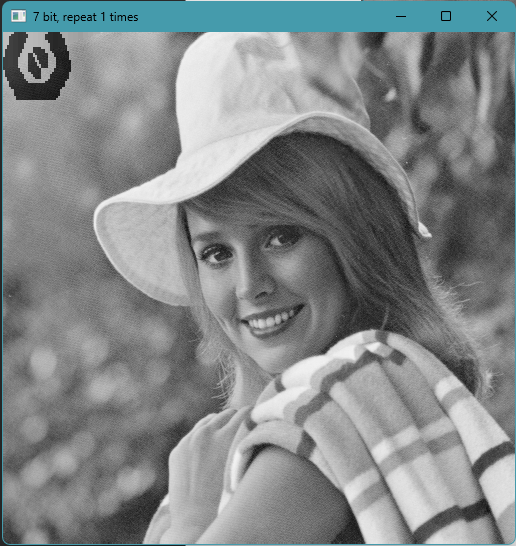 7 bit, repeat 1 times